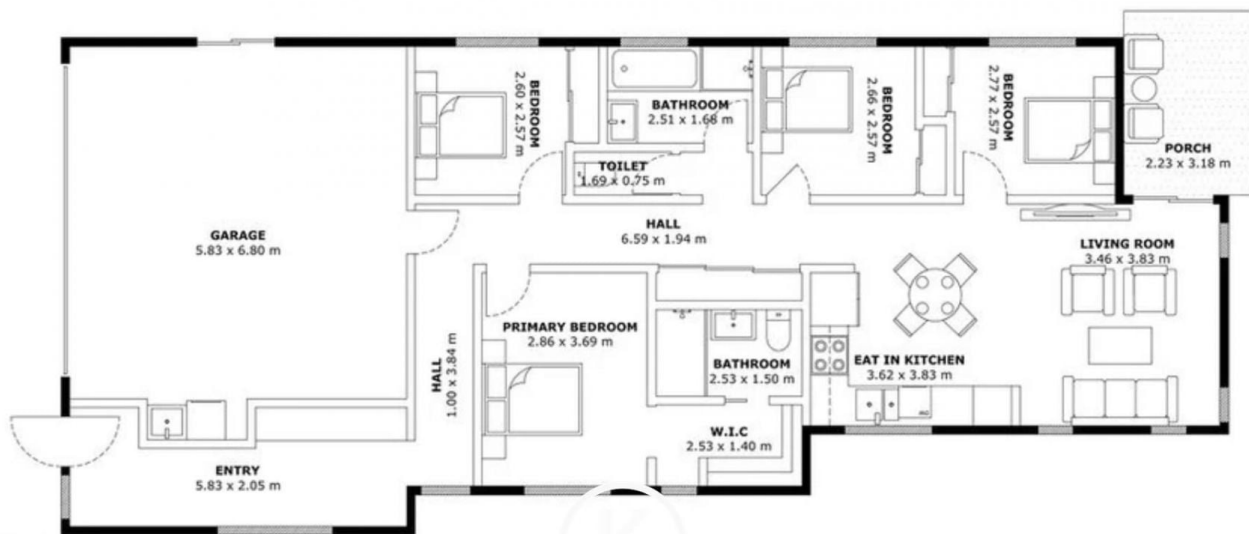 BEDROOM
2.60 x 2.57 m
BATHROOM
2.51 x 1.68 m
TOILET
1.69 x 0.75 m
BEDROOM
2.66 x 2.57 m
BEDROOM
2.77 x 2.57 m
PORCH
2.23 x 3.18 m
GARAGE
5.83 x 6.80 m
HALL
6.59 x 1.94 m
LIVING ROOM
3.46 x 3.83 m
PRIMARY BEDROOM
2.86 x 3.69 m
HALL
1.00 x 3.84 m
BATHROOM
2.53 x 1.50 m
EAT IN KITCHEN
3.62 x 3.83 m
W.I.C
2.53 x 1.40 m
ENTRY
5.83 x 2.05 m